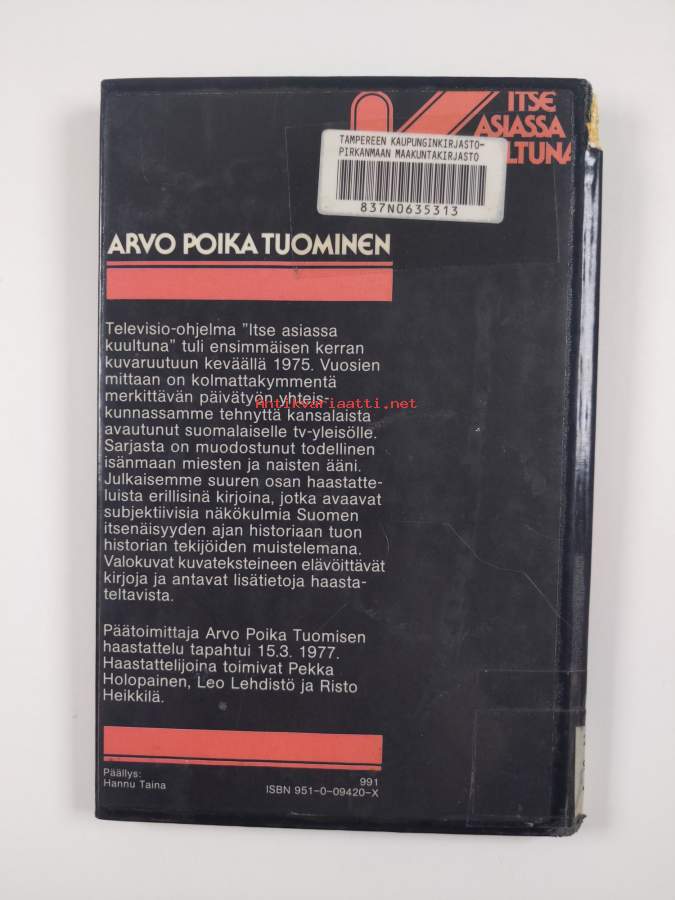 ITSE
ASIASSA
LTUNA
TAMPEREEN KAUPUNGINKIRJASTO-
PIRKANMAAN MAAKUNTAKIRJASTO
837N0635313
ARVO POIKA TUOMINEN
Televisio-ohjelma "Itse asiassa
kuultuna" tuli ensimmäisen kerran
kuvaruutuun keväällä 1975. Vuosien
mittaan on kolmattakymmentä
merkittävän päivätyön yhteis-
Antikvariaatti.net
kunnassamme tehnyttä kansalaista
avautunut suomalaiselle tv-yleisölle.
Sarjasta on muodostunut todellinen
isänmaan miesten ja naisten ääni.
Julkaisemme suuren osan haastatte-
luista erillisinä kirjoina, jotka avaavat
subjektiivisia näkökulmia Suomen
itsenäisyyden ajan historiaan tuon
historian tekijöiden muistelemana.
Valokuvat kuvateksteineen elävöittävät
kirjoja ja antavat lisätietoja haasta-
teltavista.
Päätoimittaja Arvo Poika Tuomisen
haastattelu tapahtui 15.3. 1977.
Haastattelijoina toimivat Pekka
Holopainen, Leo Lehdistö ja Risto
Heikkilä.
Päällys:
Hannu Taina
991
ISBN 951-0-09420-X